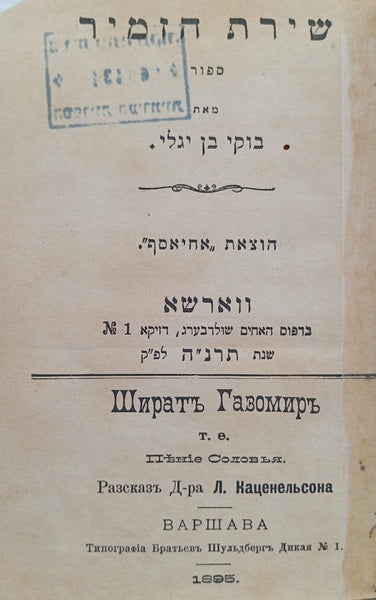 שירת הזמיר
ספור
מאת
בוקי בן יגלי.
הוצאת „אחיאסף".
ווארשא
בדפוס האחים שולדבערג, דזיקא 1 №
שנת תרנ"ה לפ"ק
Ширатъ Газомиръ
т. е.
Пѣніе Соловья.
Разсказъ Д-ра Л. Каценельсона
ВАРШАВА
Типографія Братьевъ Шульдбергъ Дикая № 1.
1895.